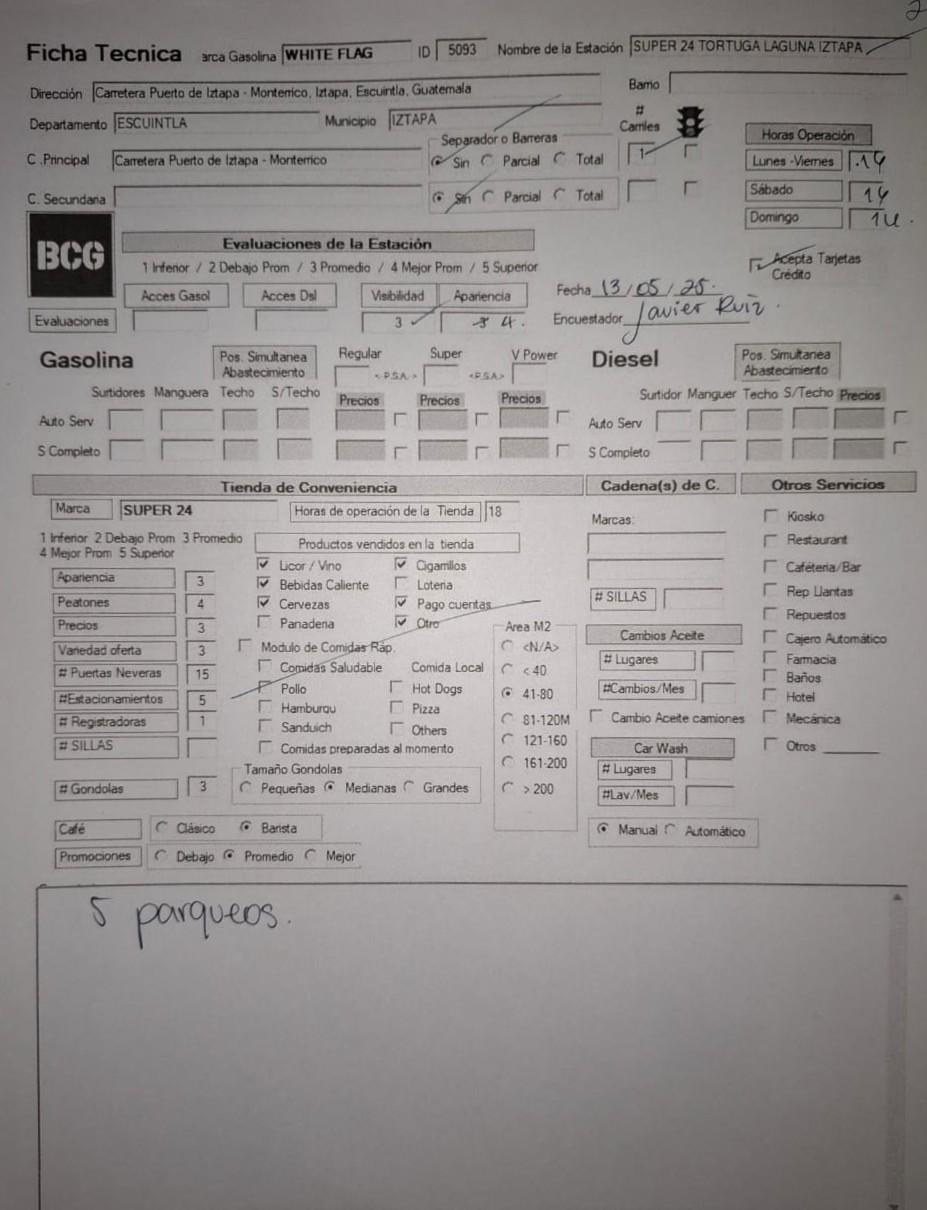 2
Ficha Tecnica arca Gasolina WHITE FLAG ID 5093 Nombre de la Estación SUPER 24 TORTUGA LAGUNA IZTAPA
Dirección Carretera Puerto de Iztapa - Monterrico, Iztapa, Escuintla, Guatemala Barrio
Departamento ESCUINTLA Municipio IZTAPA # Carriles
Separador o Barreras Horas Operación
C .Principal Carretera Puerto de Iztapa - Monterrico Sin Parcial Total 1 Lunes -Viernes 14
C. Secundaria Sin Parcial Total Sábado 14
Domingo 14.
BCG Evaluaciones de la Estación
1 Inferior / 2 Debajo Prom / 3 Promedio / 4 Mejor Prom / 5 Superior Acepta Tarjetas Crédito
Acces Gasol Acces Dsl Visibilidad Apariencia Fecha 13/05/25.
Evaluaciones 3 3 4. Encuestador Javier Ruiz.
Gasolina Pos. Simultanea Abastecimiento Regular Super V Power Diesel Pos. Simultanea Abastecimiento
<P.S.A.> <P.S.A>
Surtidores Manguera Techo S/Techo Precios Precios Precios Surtidor Manguer Techo S/Techo Precios
Auto Serv Auto Serv
S Completo S Completo
Tienda de Conveniencia Cadena(s) de C. Otros Servicios
Marca SUPER 24 Horas de operación de la Tienda 18 Marcas: Kiosko
1 Inferior 2 Debajo Prom 3 Promedio
4 Mejor Prom 5 Superior
Productos vendidos en la tienda Restaurant
Apariencia 3 Licor / Vino Cigarrillos Caféteria/Bar
Peatones 4 Bebidas Caliente Loteria # SILLAS Rep Llantas
Precios 3 Cervezas Pago cuentas Repuestos
Panaderia Otro Area M2 Cambios Aceite Cajero Automático
Variedad oferta 3 Modulo de Comidas Ráp. <N/A> # Lugares Farmacia
# Puertas Neveras 15 Comidas Saludable Comida Local < 40 Baños
#Estacionamientos 5 Pollo Hot Dogs 41-80 #Cambios/Mes Hotel
# Registradoras 1 Hamburgu Pizza 81-120M Cambio Aceite camiones Mecánica
# SILLAS Sanduich Others 121-160 Car Wash Otros
Comidas preparadas al momento 161-200 # Lugares
Tamaño Gondolas
# Gondolas 3 Pequeñas Medianas Grandes > 200 #Lav/Mes
Café Clásico Barista Manual Automático
Promociones Debajo Promedio Mejor
5 parqueos.